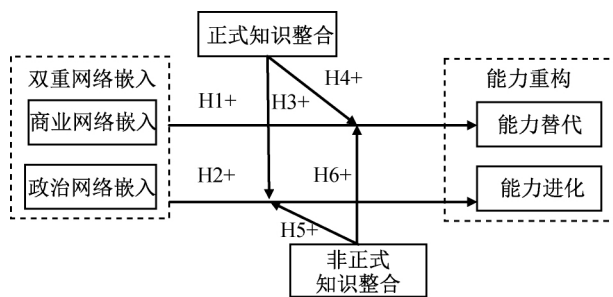 正式知识整合
双重网络嵌入
H3+
H4+
能力重构
商业网络嵌入
H1+
能力替代
政治网络嵌入
H2+
H6+
能力进化
H5+
非正式
知识整合